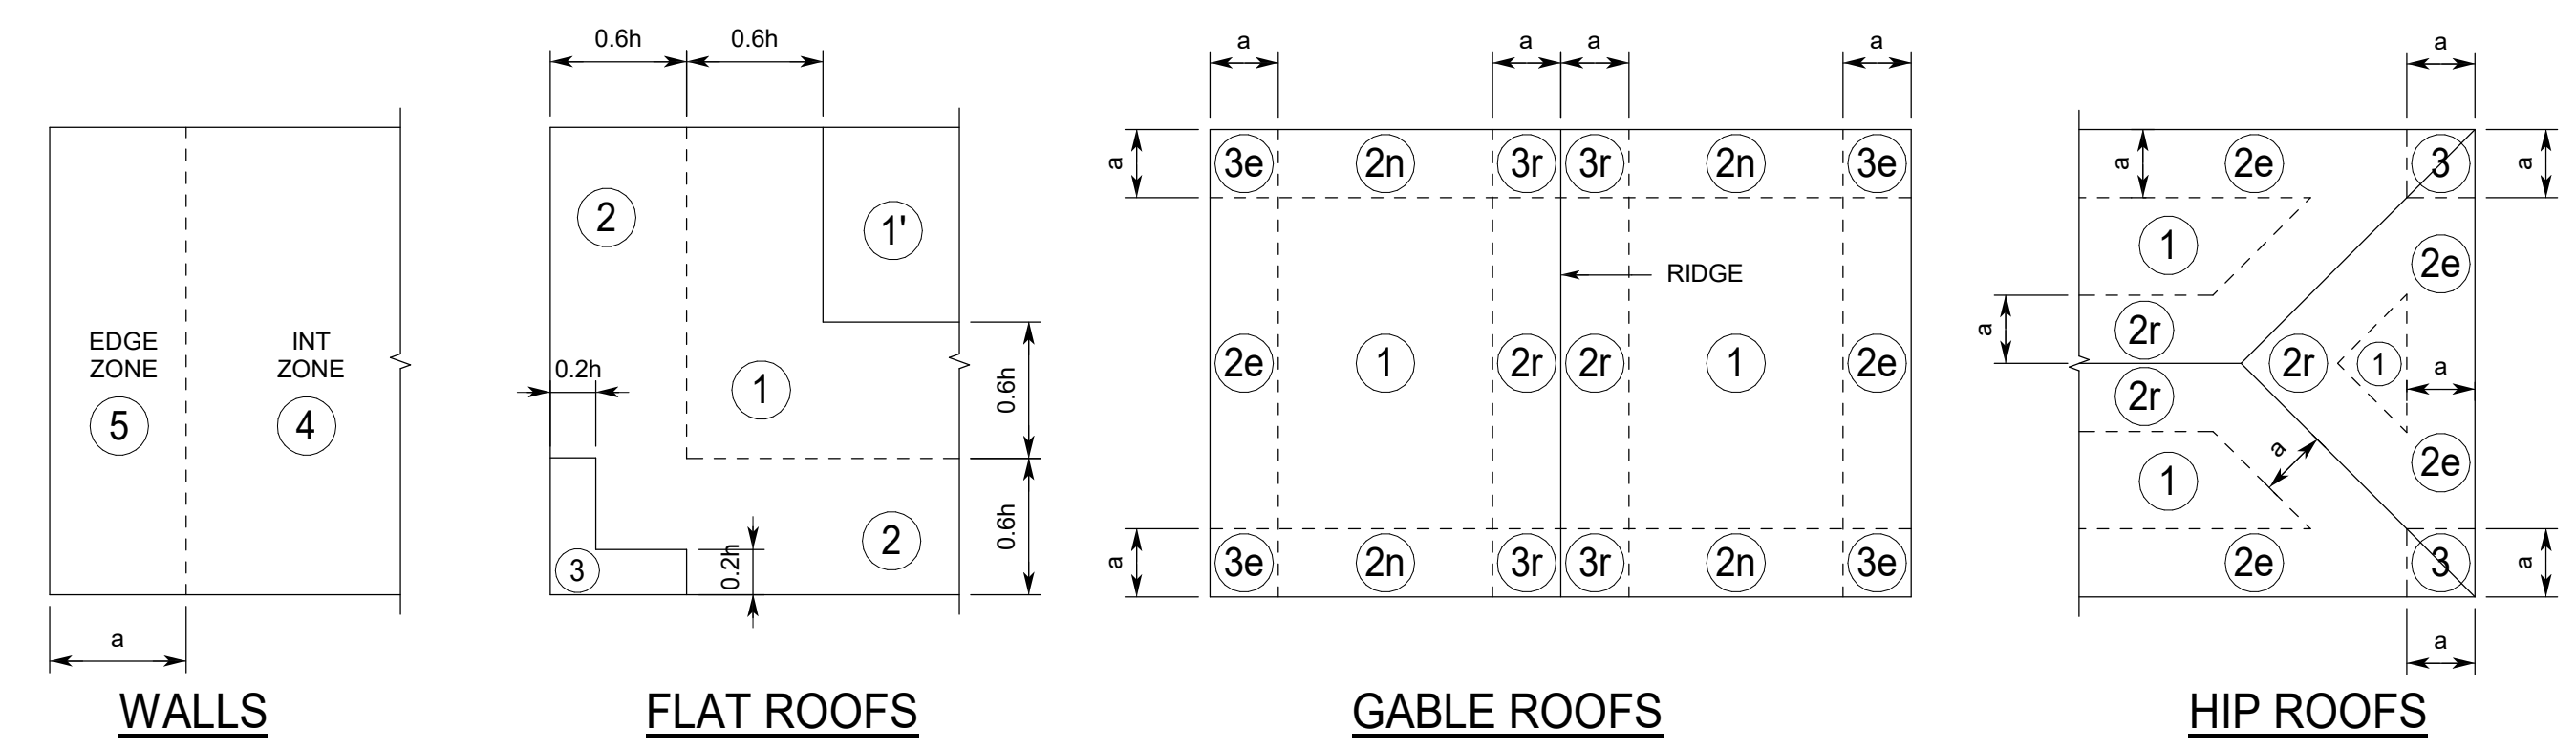 0.6h 0.6h
2
1'
EDGE
ZONE
5
INT
ZONE
4
0.2h
1
0.6h
3
0.2h
2
0.6h
a
WALLS
FLAT ROOFS
a a a a
a
3e 2n 3r 3r 2n 3e
RIDGE
2e 1 2r 2r 1 2e
a
3e 2n 3r 3r 2n 3e
GABLE ROOFS
a
a 2e 3 a
1 2e
a 2r
2r 1 a
2r
a 2e
1
2e 3 a
a
HIP ROOFS